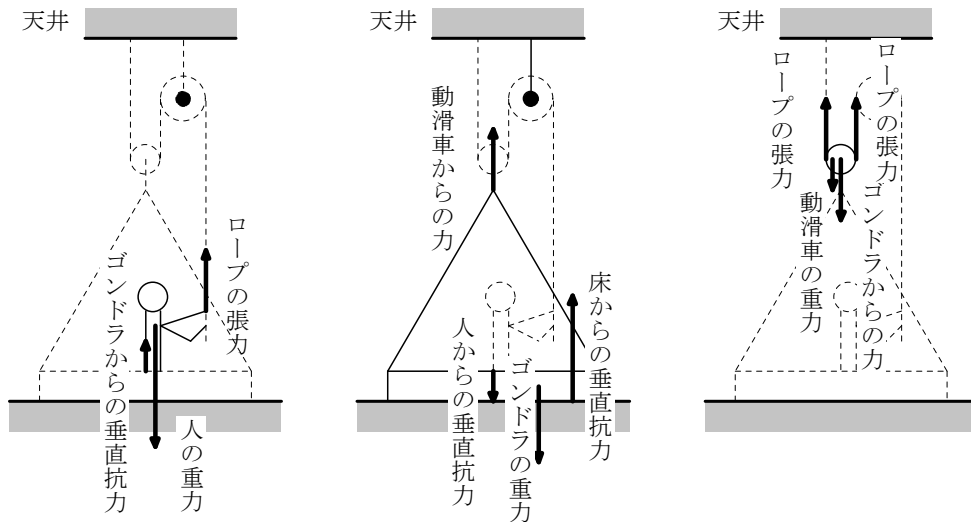 天井
ロープの張力
ゴンドラからの垂直抗力
人の重力
天井
動滑車からの力
人からの垂直抗力
ゴンドラの重力
床からの垂直抗力
天井
ロープの張力
ロープの張力
動滑車の重力
ゴンドラからの力